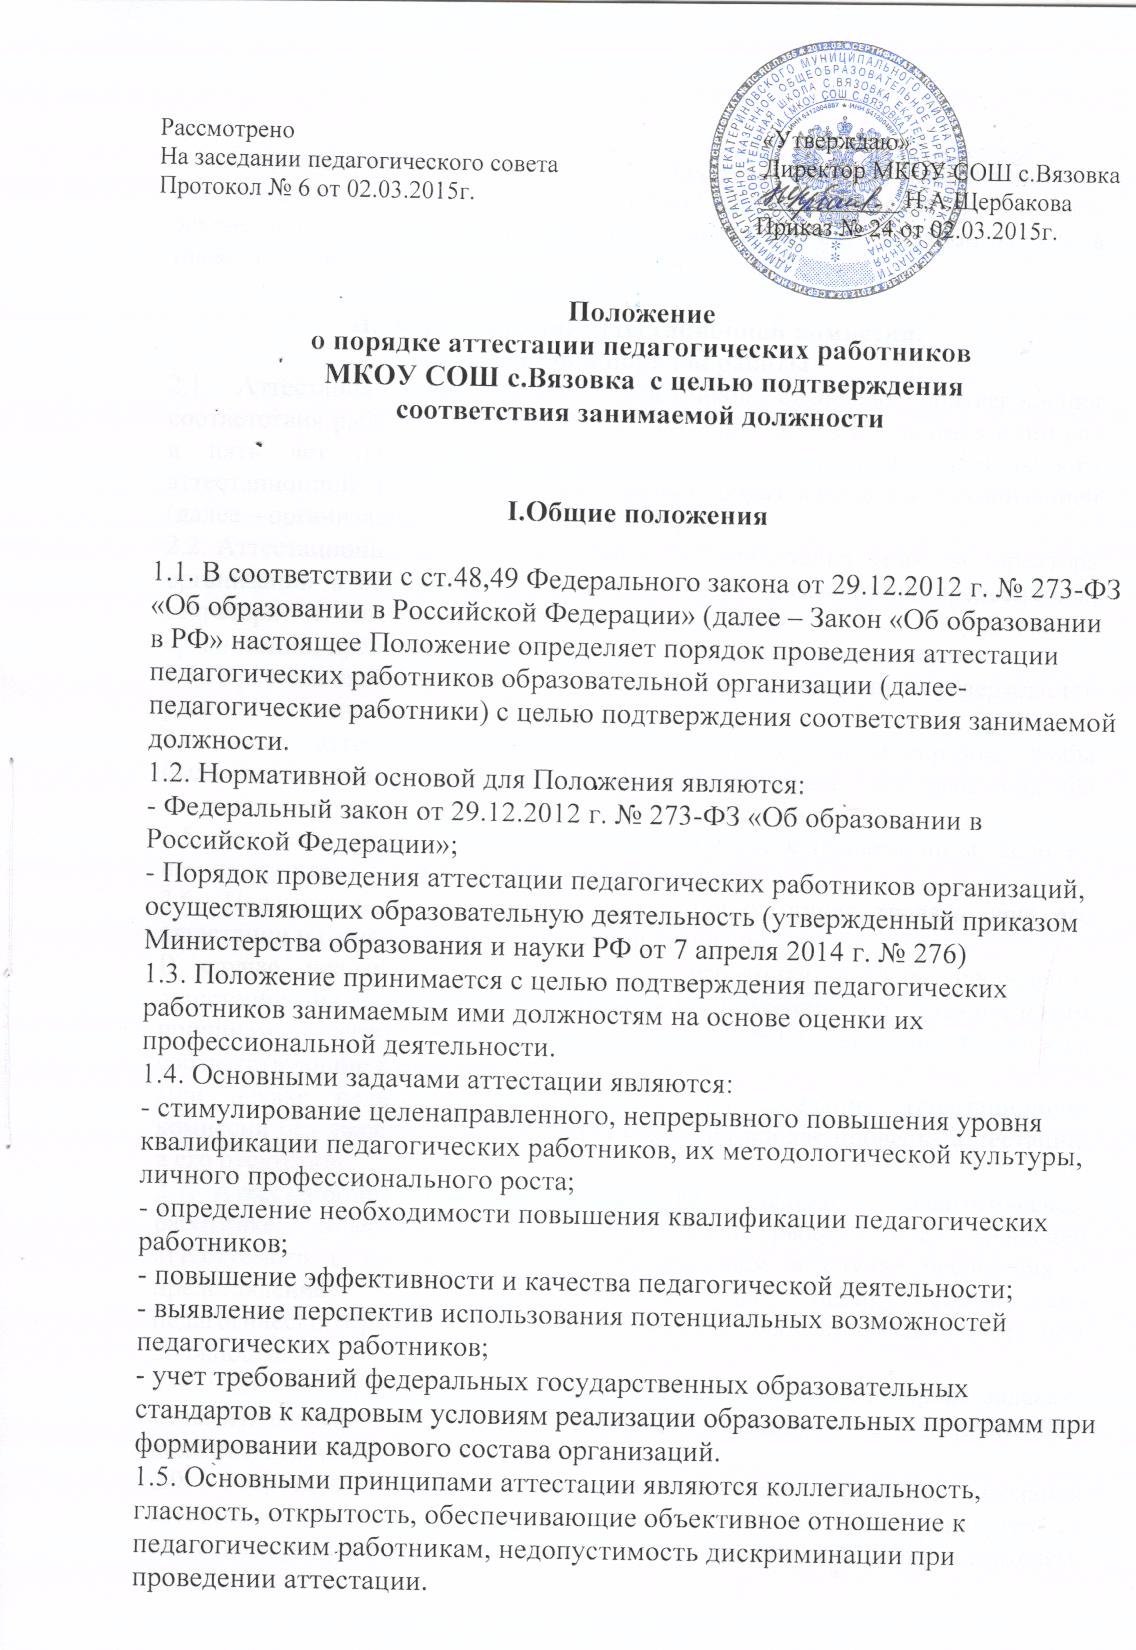 Рассмотрено
На заседании педагогического совета
Протокол № 6 от 02.03.2015г.
«Утверждаю»
Директор МКОУ СОШ с.Вязовка
Н.А.Щербакова
Приказ № 24 от 02.03.2015г.
Положение
о порядке аттестации педагогических работников
МКОУ СОШ с.Вязовка с целью подтверждения
соответствия занимаемой должности
I.Общие положения
1.1. В соответствии с ст.48,49 Федерального закона от 29.12.2012 г. № 273-ФЗ
«Об образовании в Российской Федерации» (далее – Закон «Об образовании
в РФ» настоящее Положение определяет порядок проведения аттестации
педагогических работников образовательной организации (далее-
педагогические работники) с целью подтверждения соответствия занимаемой
должности.
1.2. Нормативной основой для Положения являются:
- Федеральный закон от 29.12.2012 г. № 273-ФЗ «Об образовании в
Российской Федерации»;
- Порядок проведения аттестации педагогических работников организаций,
осуществляющих образовательную деятельность (утвержденный приказом
Министерства образования и науки РФ от 7 апреля 2014 г. № 276)
1.3. Положение принимается с целью подтверждения педагогических
работников занимаемым ими должностям на основе оценки их
профессиональной деятельности.
1.4. Основными задачами аттестации являются:
- стимулирование целенаправленного, непрерывного повышения уровня
квалификации педагогических работников, их методологической культуры,
личного профессионального роста;
- определение необходимости повышения квалификации педагогических
работников;
- повышение эффективности и качества педагогической деятельности;
- выявление перспектив использования потенциальных возможностей
педагогических работников;
- учет требований федеральных государственных образовательных
стандартов к кадровым условиям реализации образовательных программ при
формировании кадрового состава организаций.
1.5. Основными принципами аттестации являются коллегиальность,
гласность, открытость, обеспечивающие объективное отношение к
педагогическим работникам, недопустимость дискриминации при
проведении аттестации.